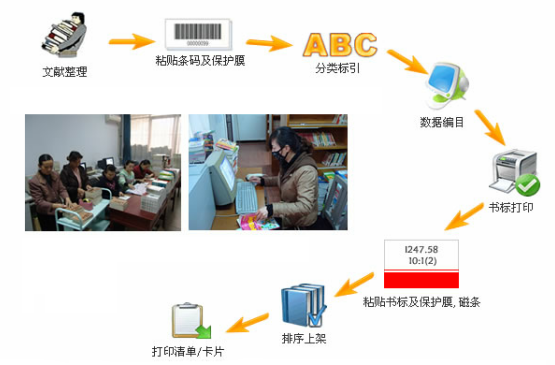 文献整理
00000059
粘贴条码及保护膜
ABC
分类标引
数据编目
书标打印
I247.58
10:1(2)
粘贴书标及保护膜, 磁条
排序上架
打印清单/卡片